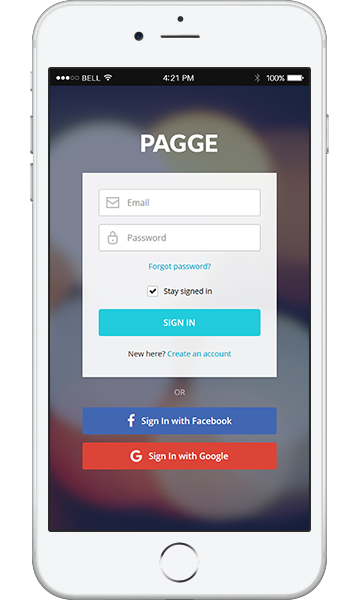 BELL 4:21 PM 100%
PAGGE
Email
Password
Forgot password?
Stay signed in
SIGN IN
New here? Create an account
OR
f Sign In with Facebook
G Sign In with Google